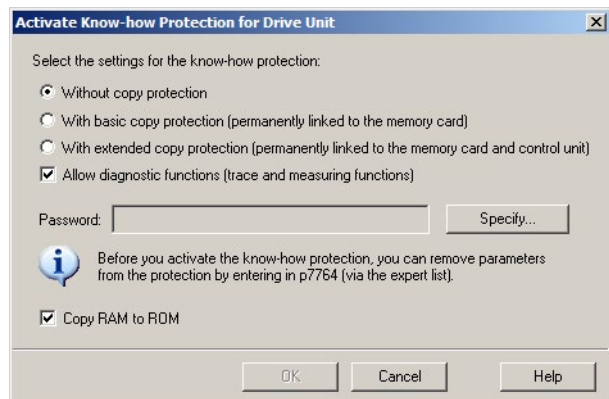 Activate Know-how Protection for Drive Unit
Select the settings for the know-how protection:
Without copy protection
With basic copy protection (permanently linked to the memory card)
With extended copy protection (permanently linked to the memory card and control unit)
Allow diagnostic functions (trace and measuring functions)
Password: Specify...
Before you activate the know-how protection, you can remove parameters
from the protection by entering in p7764 (via the expert list).
Copy RAM to ROM
OK Cancel Help